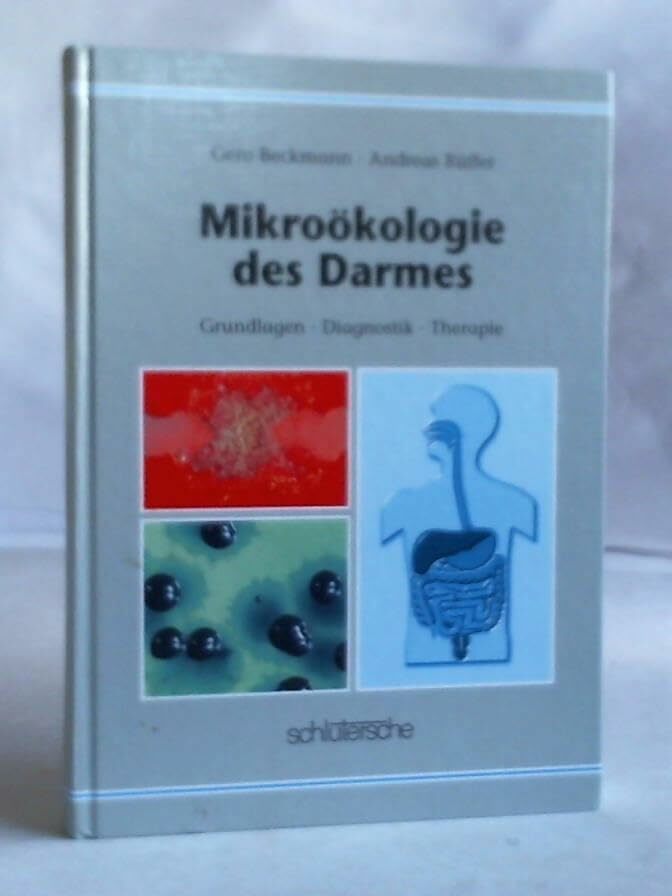 Gero Beckmann · Andreas Rüffer
Mikroökologie
des Darmes
Grundlagen · Diagnostik · Therapie
schlütersche